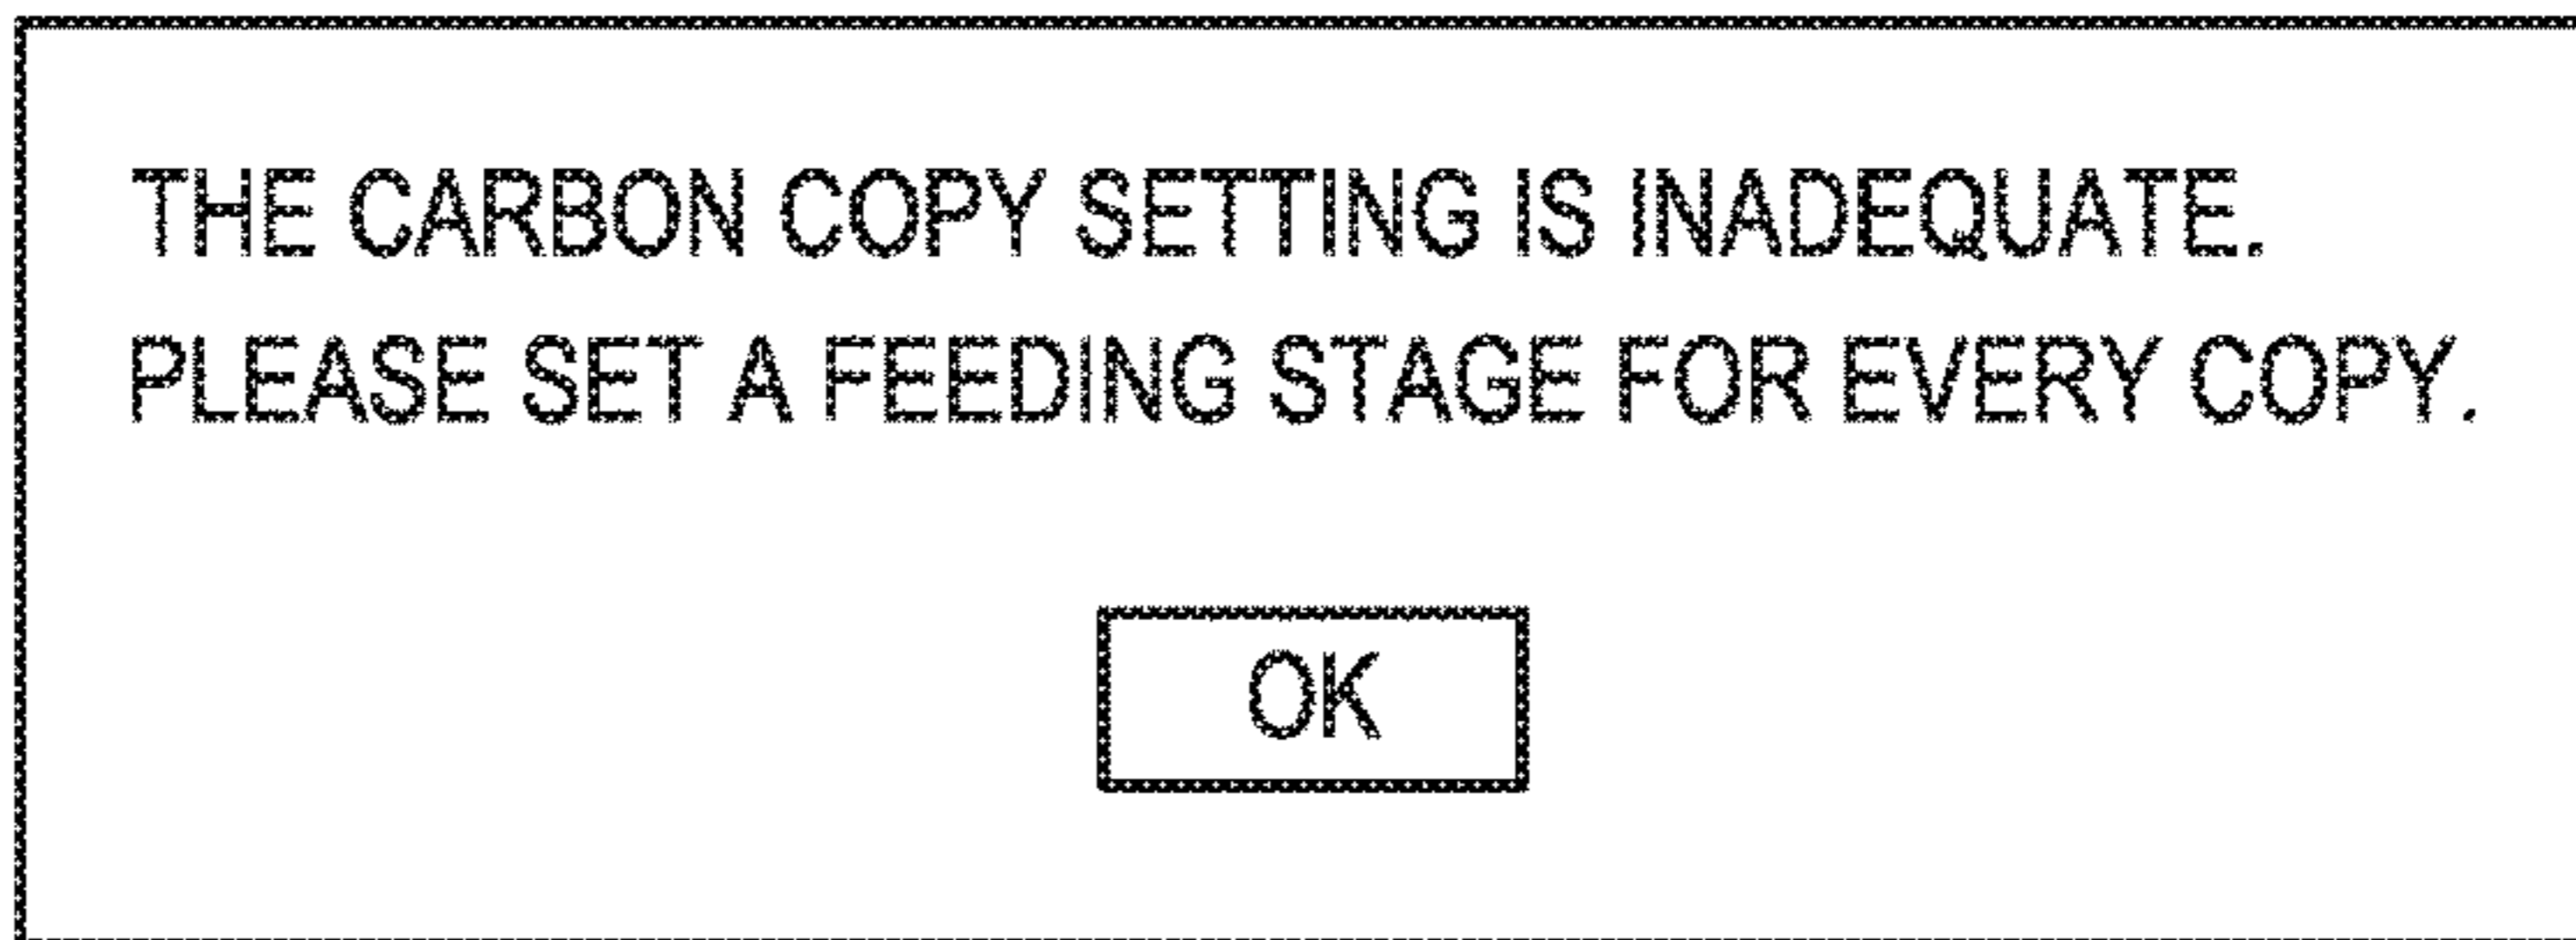 THE CARBON COPY SETTING IS INADEQUATE.
PLEASE SET A FEEDING STAGE FOR EVERY COPY.
OK